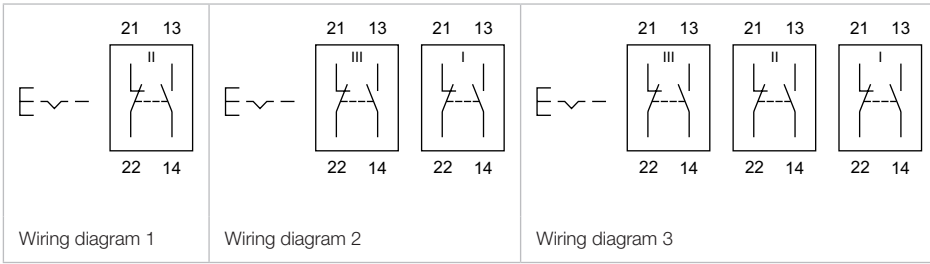 21 13
II
22 14
Wiring diagram 1
21 13 21 13
III I
22 14 22 14
Wiring diagram 2
21 13 21 13 21 13
III II I
22 14 22 14 22 14
Wiring diagram 3